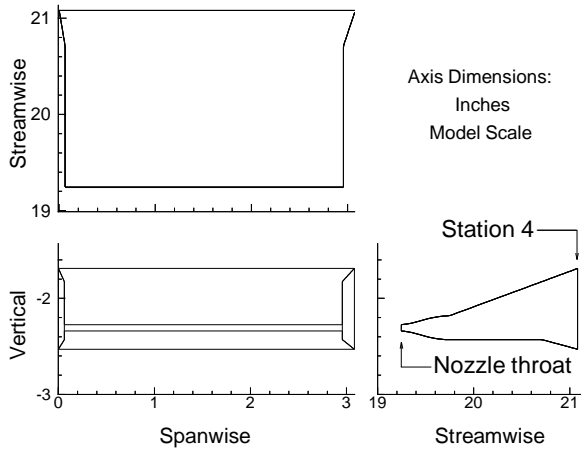 21
20
19
Streamwise
Axis Dimensions:
Inches
Model Scale
Station 4
-2
-3
Vertical
Nozzle throat
0
1
2
3
19
20
21
Spanwise
Streamwise